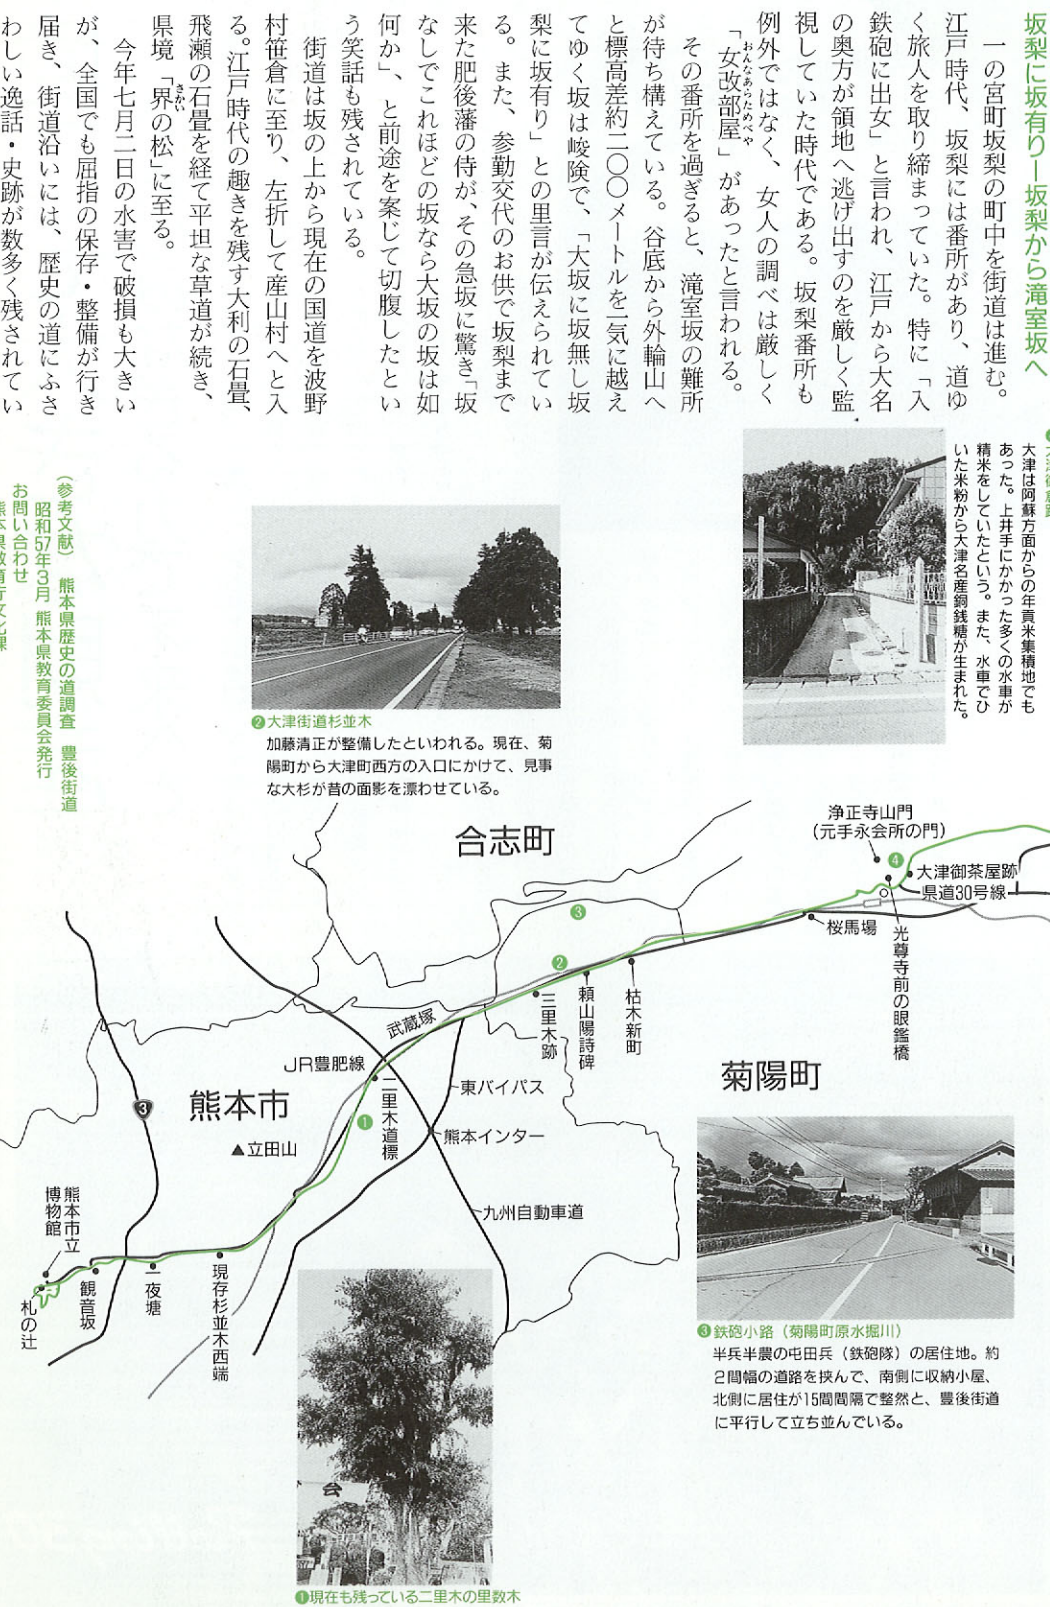 坂梨に坂有りー坂梨から滝室坂へ
一の宮町坂梨の町中を街道は進む。
江戸時代、坂梨には番所があり、道ゆ
く旅人を取り締まっていた。特に「入
鉄砲に出女」と言われ、江戸から大名
の奥方が領地へ逃げ出すのを厳しく監
視していた時代である。坂梨番所も
例外ではなく、女人の調べは厳しく
「女改部屋」があったと言われる。
おんなあらためべや
その番所を過ぎると、滝室坂の難所
が待ち構えている。谷底から外輪山へ
と標高差約二〇〇メートルを一気に越え
てゆく坂は峻険で、「大坂に坂無し坂
梨に坂有り」との里言が伝えられてい
る。また、参勤交代のお供で坂梨まで
来た肥後藩の侍が、その急坂に驚き「坂
なしでこれほどの坂なら大坂の坂は如
何か」、と前途を案じて切腹したとい
う笑話も残されている。
街道は坂の上から現在の国道を波野
村笹倉に至り、左折して産山村へと入
る。江戸時代の趣きを残す大利の石畳、
飛瀬の石畳を経て平坦な草道が続き、
県境「界の松」に至る。
さかい
今年七月二日の水害で破損も大きい
が、全国でも屈指の保存・整備が行き
届き、街道沿いには、歴史の道にふさ
わしい逸話・史跡が数多く残されてい
大津は阿蘇方面からの年貢米集積地でも
あった。上井手にかかった多くの水車が
精米をしていたという。また、水車でひ
いた米粉から大津名産銅銭糖が生まれた。
❷大津街道杉並木
加藤清正が整備したといわれる。現在、菊
陽町から大津町西方の入口にかけて、見事
な大杉が昔の面影を漂わせている。
（参考文献） 熊本県歴史の道調査 豊後街道
昭和57年3月 熊本県教育委員会発行
お問い合わせ
合志町
浄正寺山門
（元手永会所の門）
❹
大津御茶屋跡
県道30号線
桜馬場
光尊寺前の眼鑑橋
❸
❷
三里木跡
頼山陽詩碑
枯木新町
武蔵塚
JR豊肥線
二里木道標
❶
東バイパス
熊本インター
九州自動車道
菊陽町
熊本市
3
▲立田山
熊本市立
博物館
札の辻
観音坂
一夜塘
現存杉並木西端
❸鉄砲小路（菊陽町原水堀川）
半兵半農の屯田兵（鉄砲隊）の居住地。約
2間幅の道路を挟んで、南側に収納小屋、
北側に居住が15間間隔で整然と、豊後街道
に平行して立ち並んでいる。
❶現在も残っている二里木の里数木